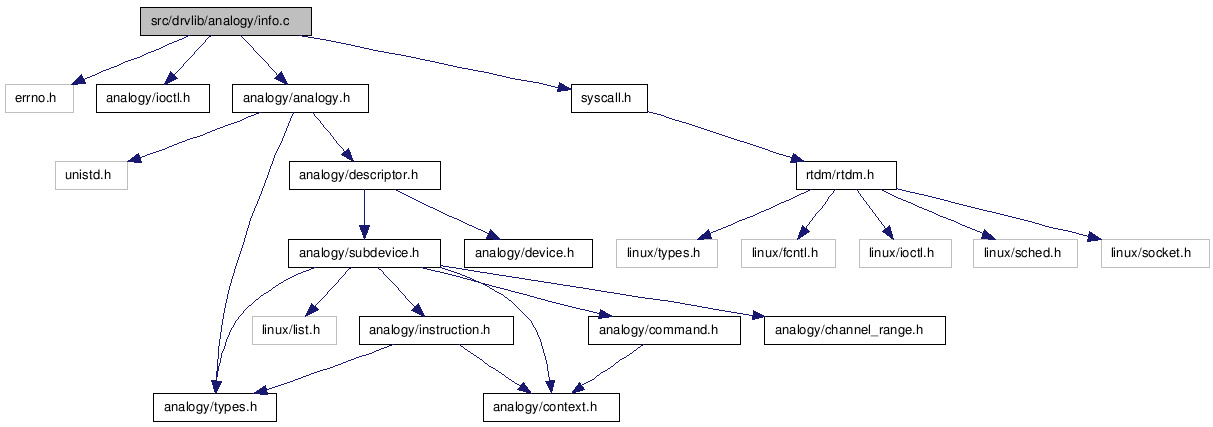 src/drvlib/analogy/info.c
errno.h
analogy/ioctl.h
analogy/analogy.h
syscall.h
unistd.h
analogy/descriptor.h
rtdm/rtdm.h
analogy/subdevice.h
analogy/device.h
linux/types.h
linux/fcntl.h
linux/ioctl.h
linux/sched.h
linux/socket.h
linux/list.h
analogy/instruction.h
analogy/command.h
analogy/channel_range.h
analogy/types.h
analogy/context.h